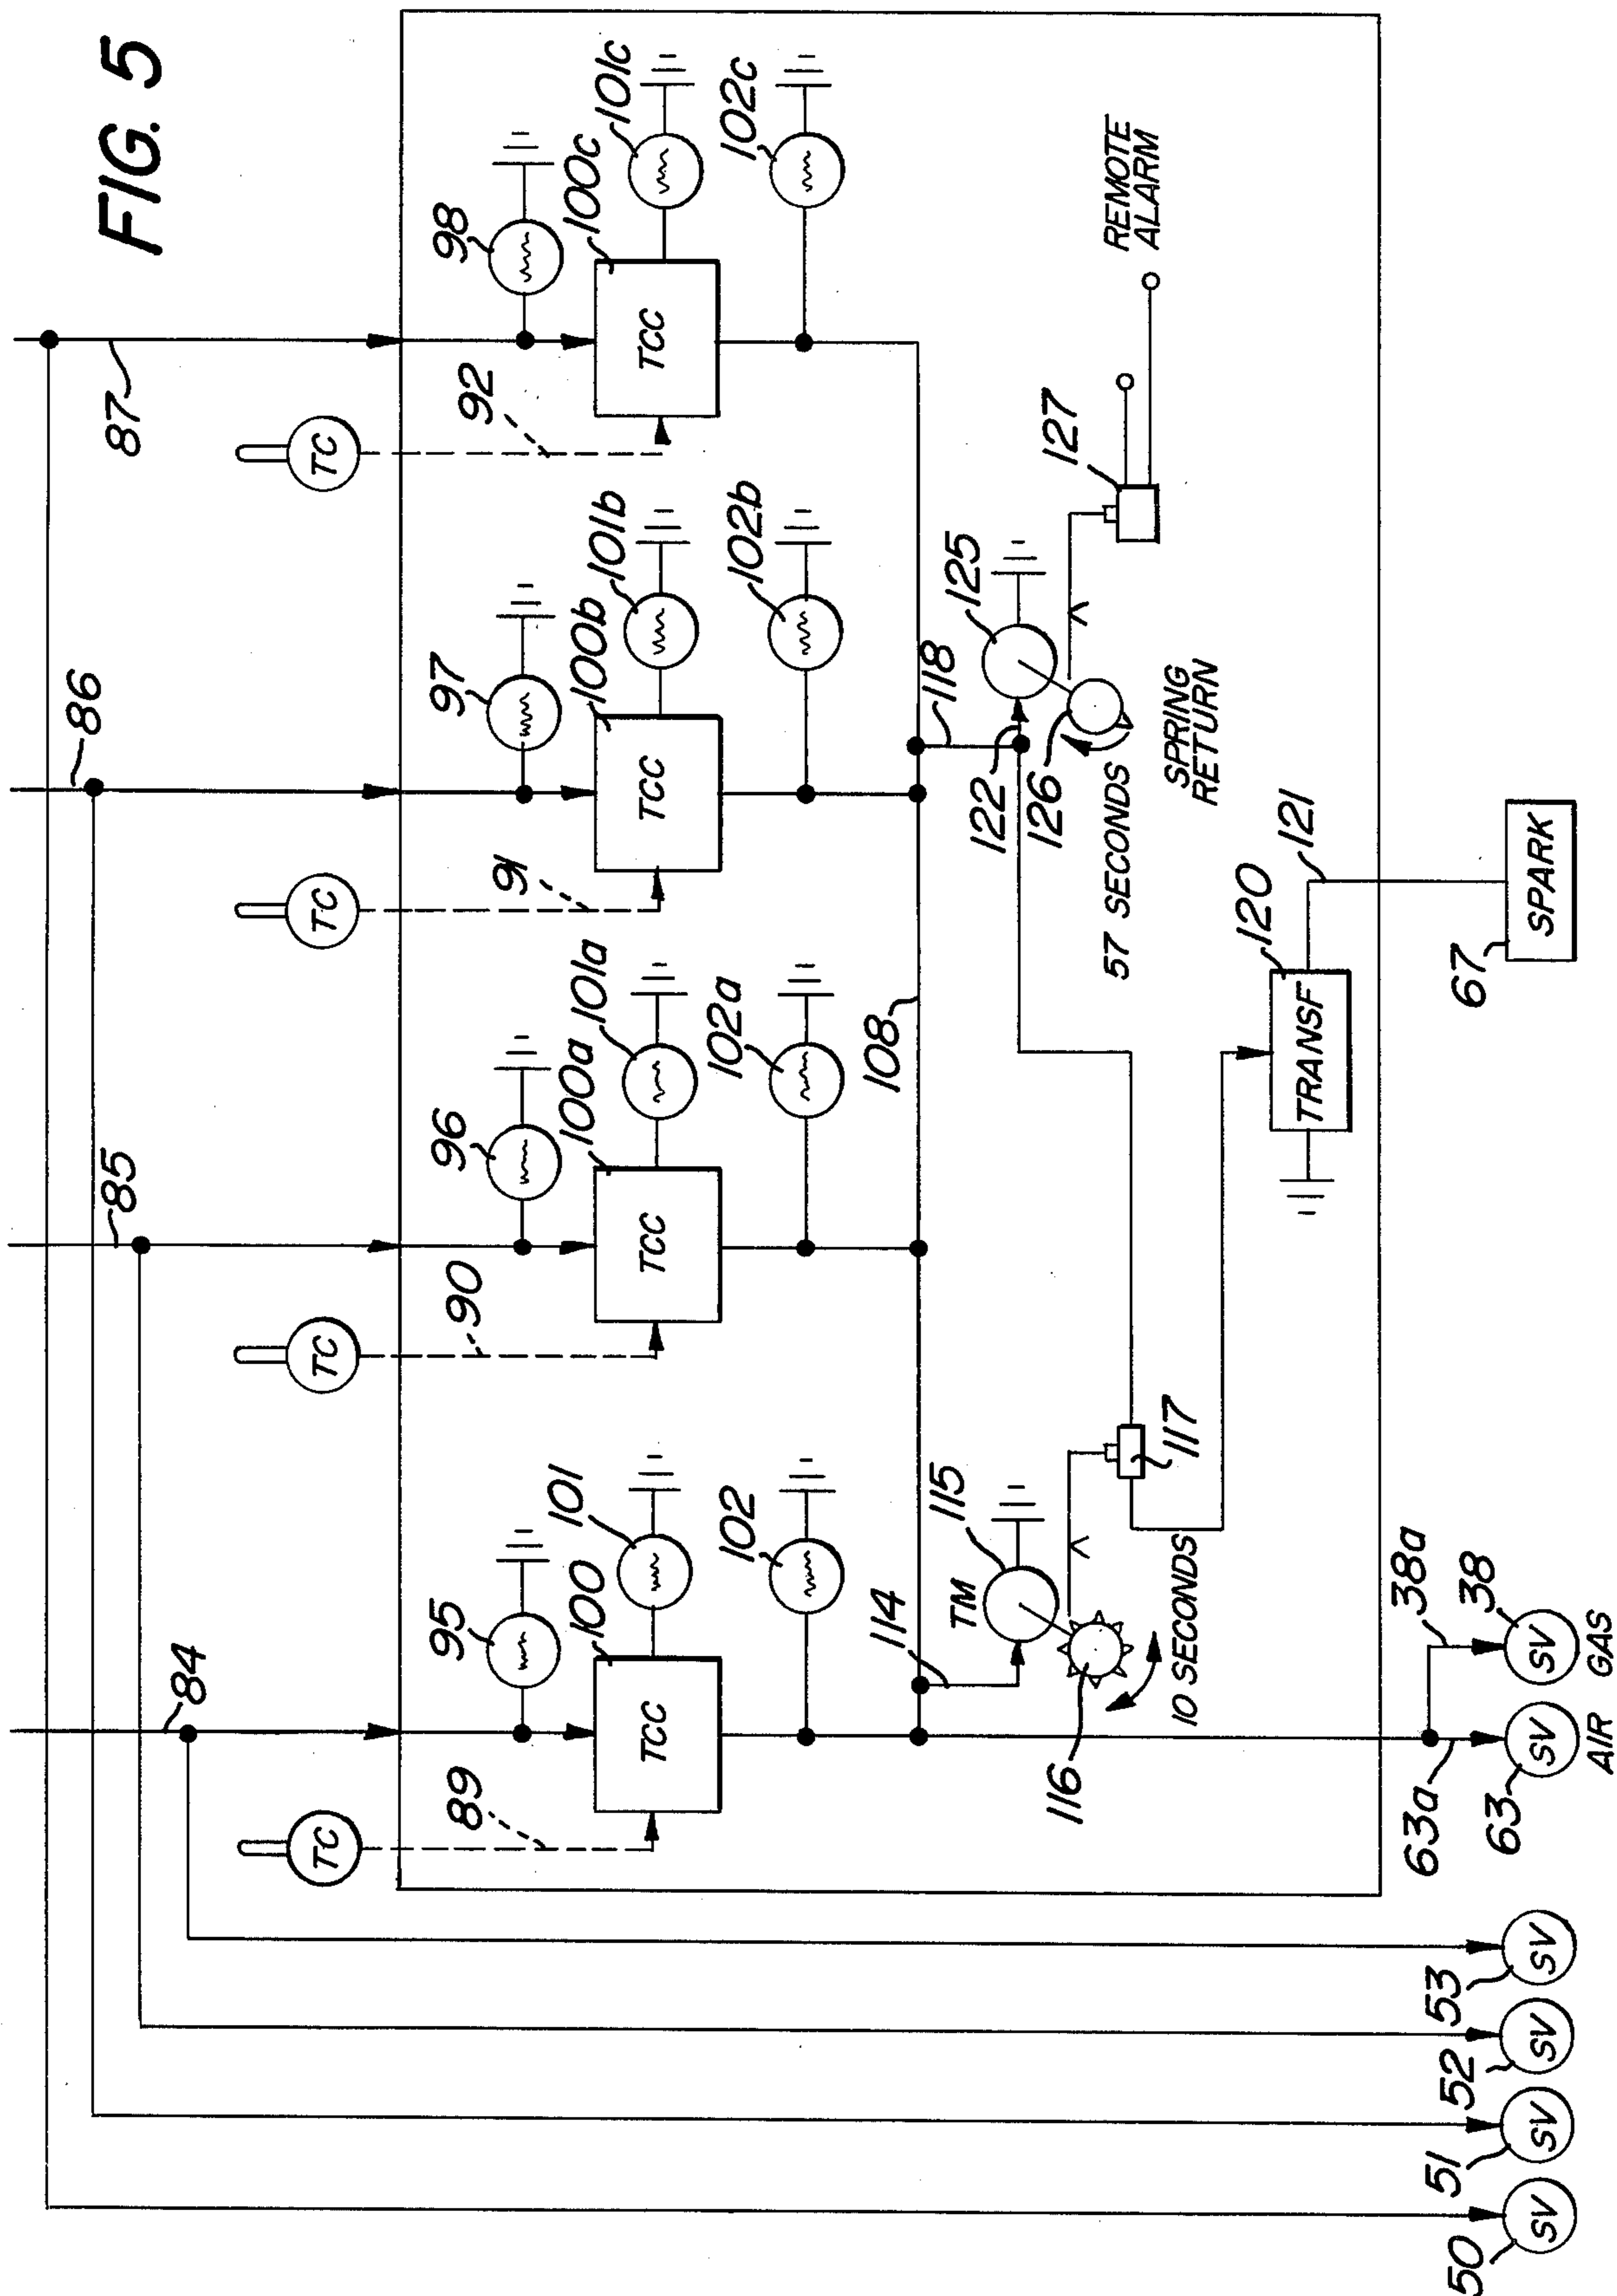 FIG. 5
84
85
86
87
TC
TC
TC
TC
89
90
91
92
95
96
97
98
100
101
100a
101a
100b
101b
100c
101c
TCC
TCC
TCC
TCC
102
102a
102b
102c
108
114
TM
115
116
10 SECONDS
117
118
122
125
126
57 SECONDS
SPRING
RETURN
127
REMOTE
ALARM
120
TRANSF
121
67
SPARK
50
SV
51
SV
52
SV
53
SV
63a
63
SV
AIR
38a
38
SV
GAS